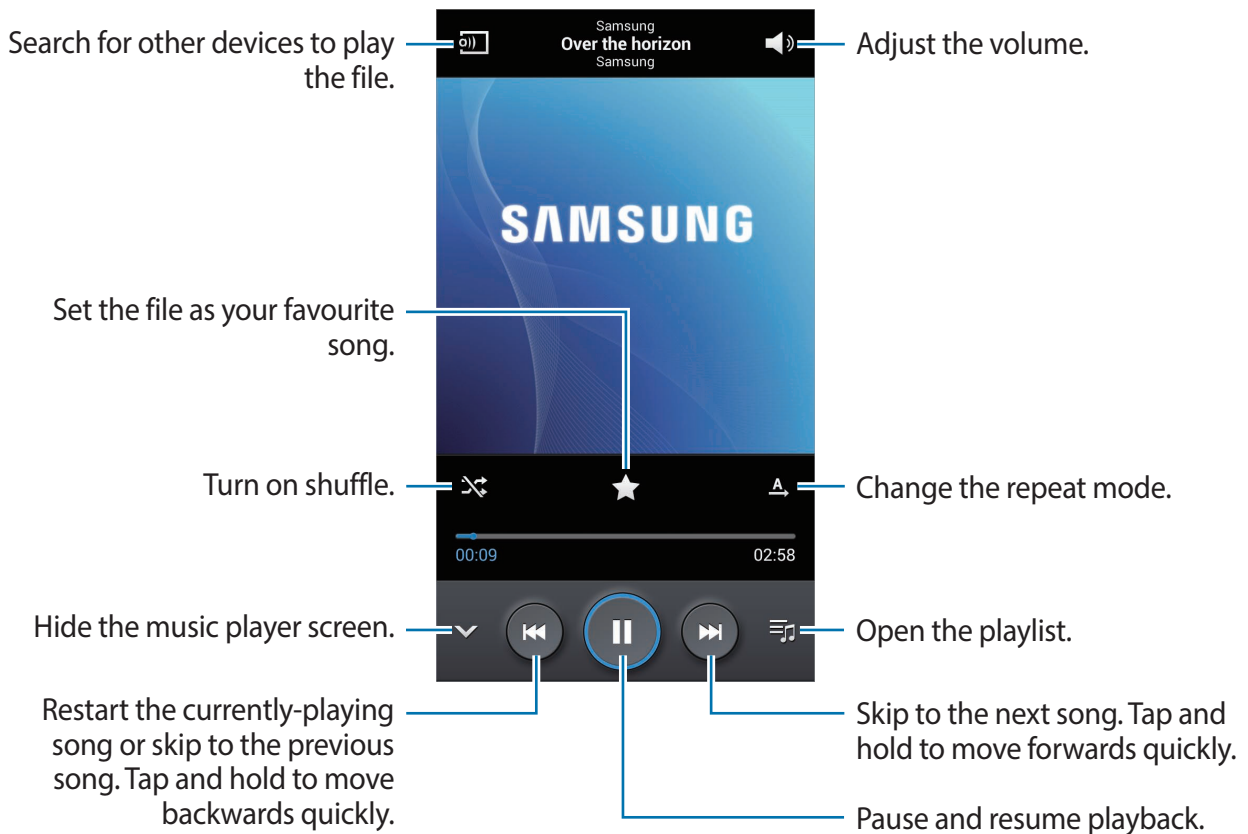 Search for other devices to play
the file.
Samsung
Over the horizon
Samsung
Adjust the volume.
SAMSUNG
Set the file as your favourite
song.
Turn on shuffle.
A
Change the repeat mode.
00:09
02:58
Hide the music player screen.
Open the playlist.
Restart the currently-playing
song or skip to the previous
song. Tap and hold to move
backwards quickly.
Skip to the next song. Tap and
hold to move forwards quickly.
Pause and resume playback.